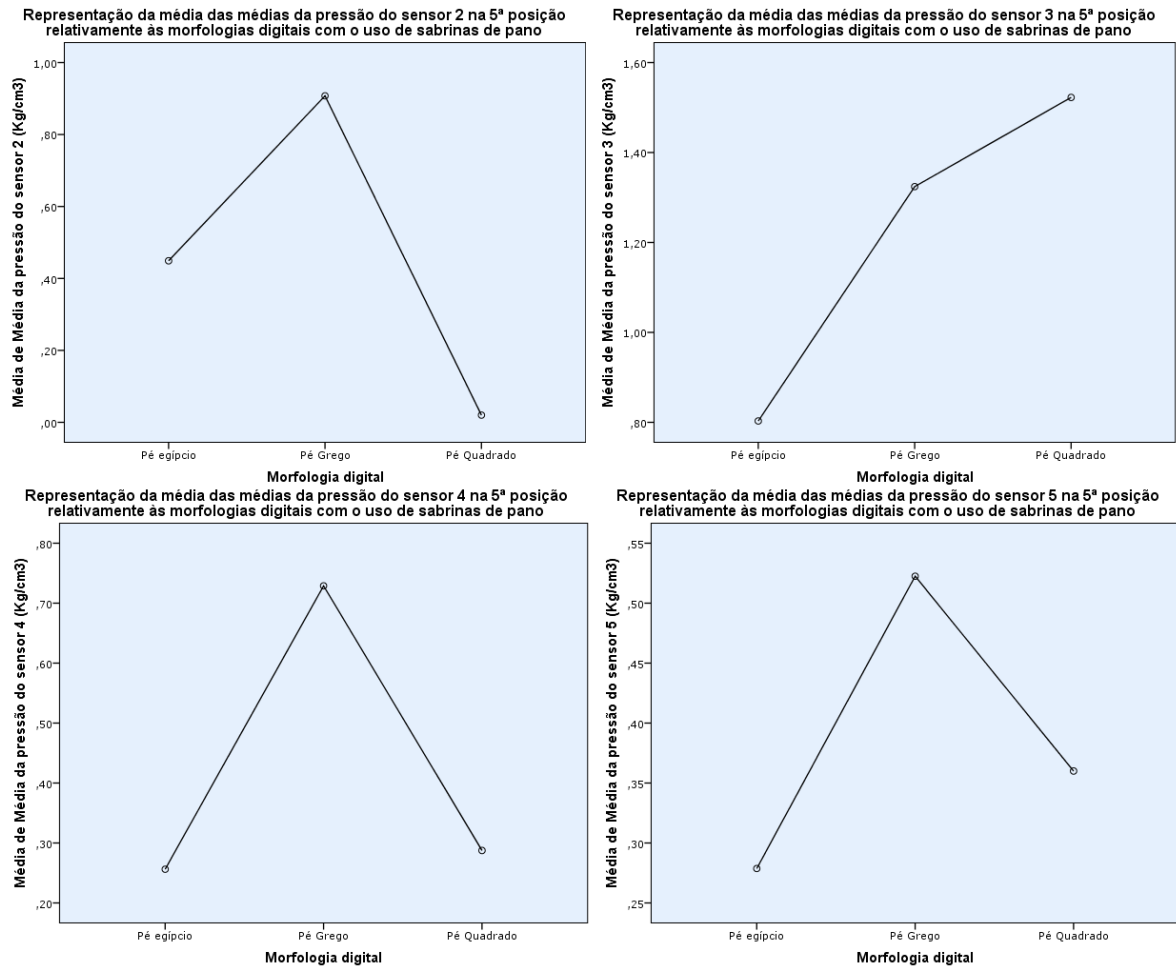 Representação da média das médias da pressão do sensor 2 na 5ª posição
relativamente às morfologias digitais com o uso de sabrinas de pano
Média de Média da pressão do sensor 2 (Kg/cm3)
1,00
,80
,60
,40
,20
,00
Pé egípcio
Pé Grego
Pé Quadrado
Morfologia digital
Representação da média das médias da pressão do sensor 3 na 5ª posição
relativamente às morfologias digitais com o uso de sabrinas de pano
Média de Média da pressão do sensor 3 (Kg/cm3)
1,60
1,40
1,20
1,00
,80
Pé egípcio
Pé Grego
Pé Quadrado
Morfologia digital
Representação da média das médias da pressão do sensor 4 na 5ª posição
relativamente às morfologias digitais com o uso de sabrinas de pano
Média de Média da pressão do sensor 4 (Kg/cm3)
,80
,70
,60
,50
,40
,30
,20
Pé egípcio
Pé Grego
Pé Quadrado
Morfologia digital
Representação da média das médias da pressão do sensor 5 na 5ª posição
relativamente às morfologias digitais com o uso de sabrinas de pano
Média de Média da pressão do sensor 5 (Kg/cm3)
,55
,50
,45
,40
,35
,30
,25
Pé egípcio
Pé Grego
Pé Quadrado
Morfologia digital